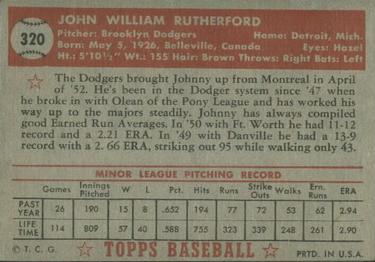 320
JOHN WILLIAM RUTHERFORD
Pitcher: Brooklyn Dodgers Home: Detroit, Mich.
Born: May 5, 1926, Belleville, Canada Eyes: Hazel
Ht.: 5'10½" Wt.: 155 Hair: Brown Throws: Right Bats: Left
The Dodgers brought Johnny up from Montreal in April
of '52. He's been in the Dodger system since '47 when
he broke in with Olean of the Pony League and has worked his
way up to the majors steadily. Johnny has always compiled
good Earned Run Averages. In '50 with Ft. Worth he had 11-12
record and a 2.21 ERA. In '49 with Danville he had a 13-9
record with a 2.66 ERA, striking out 95 while walking only 43.
MINOR LEAGUE PITCHING RECORD
Games Innings Pitched W L Pct. Hits Runs Strike Outs Walks Ern. Runs ERA
PAST YEAR 26 190 15 8 .652 194 77 72 53 62 2.94
LIFE TIME 114 809 57 40 .588 755 323 387 238 264 2.94
© T.C.G. TOPPS BASEBALL PRTD. IN U.S.A.